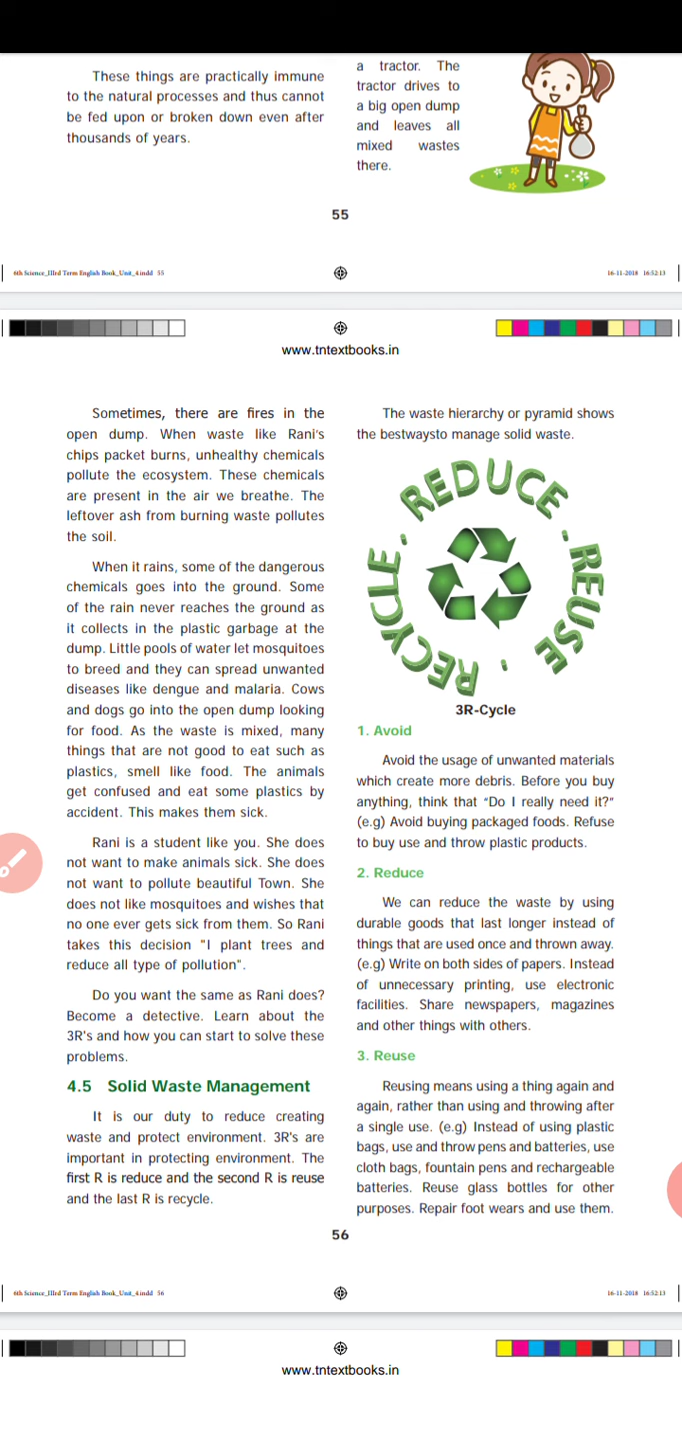 These things are practically immune
to the natural processes and thus cannot
be fed upon or broken down even after
thousands of years.
a tractor. The
tractor drives to
a big open dump
and leaves all
mixed wastes
there.
55
6th Science_IIIrd Term English Book_Unit_4.indd 55
16-11-2018 16:52:13
www.tntextbooks.in
Sometimes, there are fires in the
open dump. When waste like Rani's
chips packet burns, unhealthy chemicals
pollute the ecosystem. These chemicals
are present in the air we breathe. The
leftover ash from burning waste pollutes
the soil.
When it rains, some of the dangerous
chemicals goes into the ground. Some
of the rain never reaches the ground as
it collects in the plastic garbage at the
dump. Little pools of water let mosquitoes
to breed and they can spread unwanted
diseases like dengue and malaria. Cows
and dogs go into the open dump looking
for food. As the waste is mixed, many
things that are not good to eat such as
plastics, smell like food. The animals
get confused and eat some plastics by
accident. This makes them sick.
Rani is a student like you. She does
not want to make animals sick. She does
not want to pollute beautiful Town. She
does not like mosquitoes and wishes that
no one ever gets sick from them. So Rani
takes this decision "I plant trees and
reduce all type of pollution".
Do you want the same as Rani does?
Become a detective. Learn about the
3R's and how you can start to solve these
problems.
4.5 Solid Waste Management
It is our duty to reduce creating
waste and protect environment. 3R's are
important in protecting environment. The
first R is reduce and the second R is reuse
and the last R is recycle.
The waste hierarchy or pyramid shows
the bestwaysto manage solid waste.
REDUCE . REUSE . RECYCLE .
3R-Cycle
1. Avoid
Avoid the usage of unwanted materials
which create more debris. Before you buy
anything, think that "Do I really need it?"
(e.g) Avoid buying packaged foods. Refuse
to buy use and throw plastic products.
2. Reduce
We can reduce the waste by using
durable goods that last longer instead of
things that are used once and thrown away.
(e.g) Write on both sides of papers. Instead
of unnecessary printing, use electronic
facilities. Share newspapers, magazines
and other things with others.
3. Reuse
Reusing means using a thing again and
again, rather than using and throwing after
a single use. (e.g) Instead of using plastic
bags, use and throw pens and batteries, use
cloth bags, fountain pens and rechargeable
batteries. Reuse glass bottles for other
purposes. Repair foot wears and use them.
56
6th Science_IIIrd Term English Book_Unit_4.indd 56
16-11-2018 16:52:13
www.tntextbooks.in